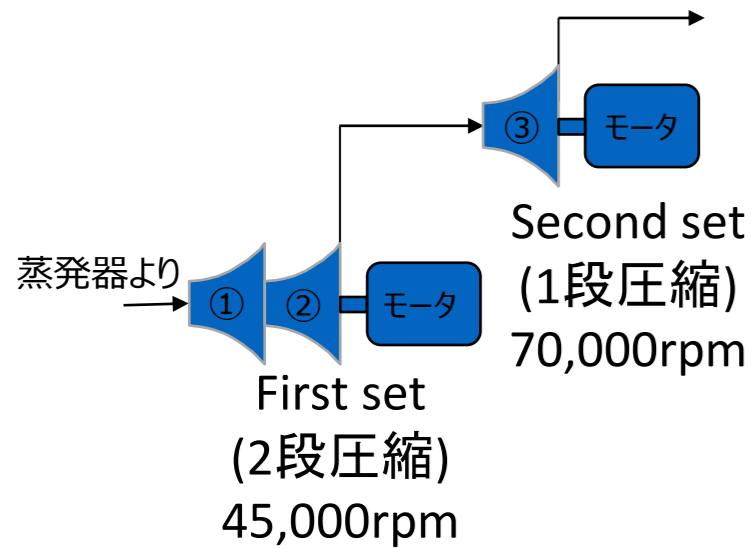 ③
モータ
Second set
(1段圧縮)
70,000rpm
蒸発器より
①
②
モータ
First set
(2段圧縮)
45,000rpm